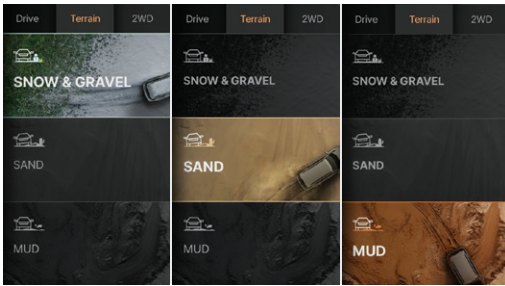 Drive Terrain 2WD
SNOW & GRAVEL
SAND
MUD
Drive Terrain 2WD
SNOW & GRAVEL
SAND
MUD
Drive Terrain 2WD
SNOW & GRAVEL
SAND
MUD